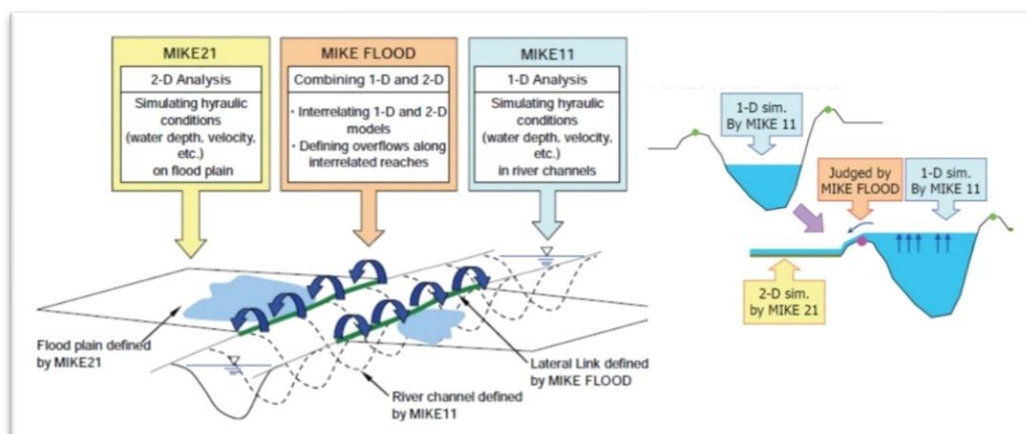 MIKE21
2-D Analysis
Simulating hyraulic
conditions
(water depth, velocity,
etc.)
on flood plain
MIKE FLOOD
Combining 1-D and 2-D
・Interrelating 1-D and 2-D
models
・Defining overflows along
interrelated reaches
MIKE11
1-D Analysis
Simulating hyraulic
conditions
(water depth, velocity,
etc.)
in river channels
Flood plain defined
by MIKE21
River channel defined
by MIKE11
Lateral Link defined
by MIKE FLOOD
1-D sim.
By MIKE 11
Judged by
MIKE FLOOD
1-D sim.
By MIKE 11
2-D sim.
by MIKE 21